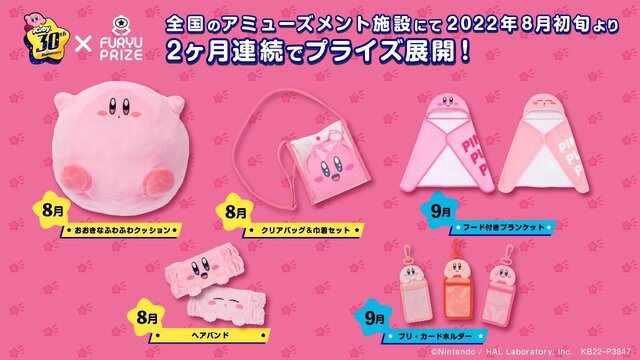 Kirby
30th
Anniversary
×
FURYU
PRIZE
全国のアミューズメント施設にて2022年8月初旬より
2ヶ月連続でプライズ展開！
8月
おおきなふわふわクッション
8月
クリアバッグ&巾着セット
9月
フード付きブランケット
8月
ヘアバンド
9月
プリ・カードホルダー
©Nintendo / HAL Laboratory, Inc. KB22-P3847